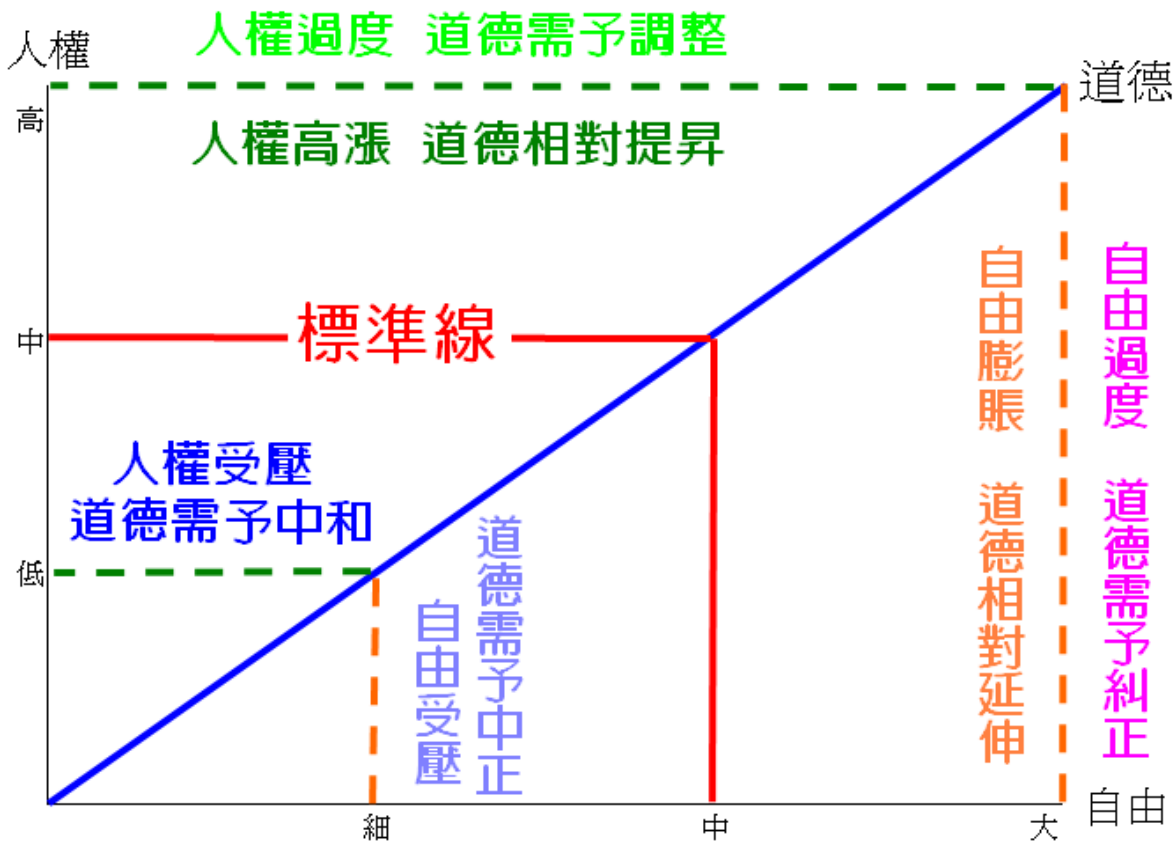 人權過度 道德需予調整
人權
道德
高
人權高漲 道德相對提昇
標準線
中
人權受壓
道德需予中和
低
道德需予中正
自由受壓
自由膨脹 道德相對延伸
自由過度 道德需予糾正
細
中
大
自由